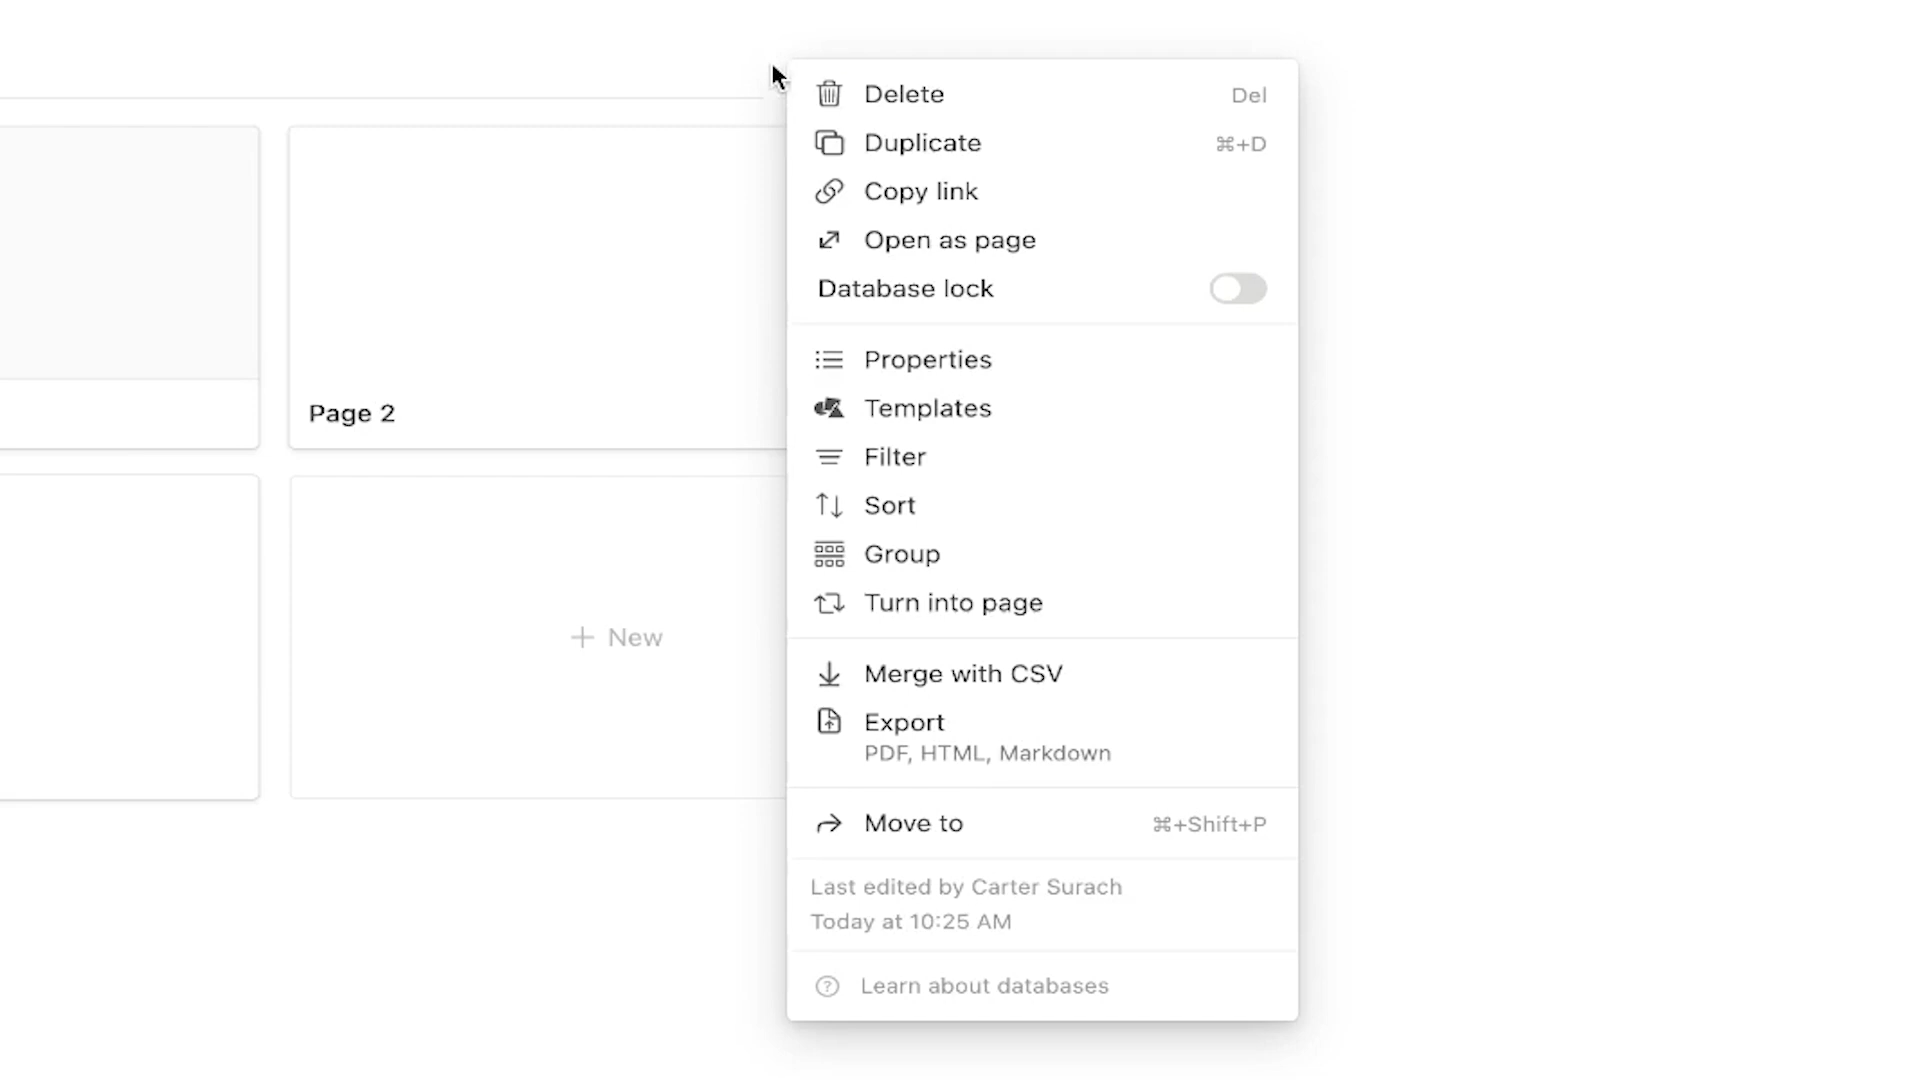 Delete Del
Duplicate ⌘+D
Copy link
Open as page
Database lock
Properties
Templates
Filter
Sort
Group
Turn into page
Merge with CSV
Export
PDF, HTML, Markdown
Move to ⌘+Shift+P
Last edited by Carter Surach
Today at 10:25 AM
? Learn about databases
Page 2
+ New